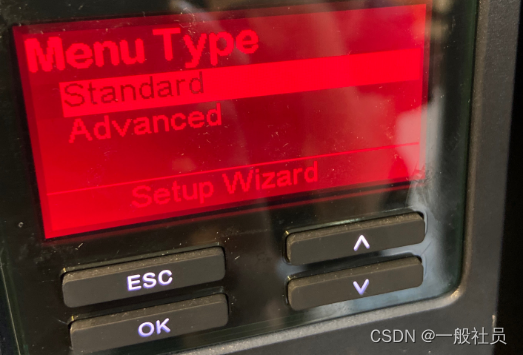 Menu Type
Standard
Advanced
Setup Wizard
ESC
OK
CSDN @一般社员